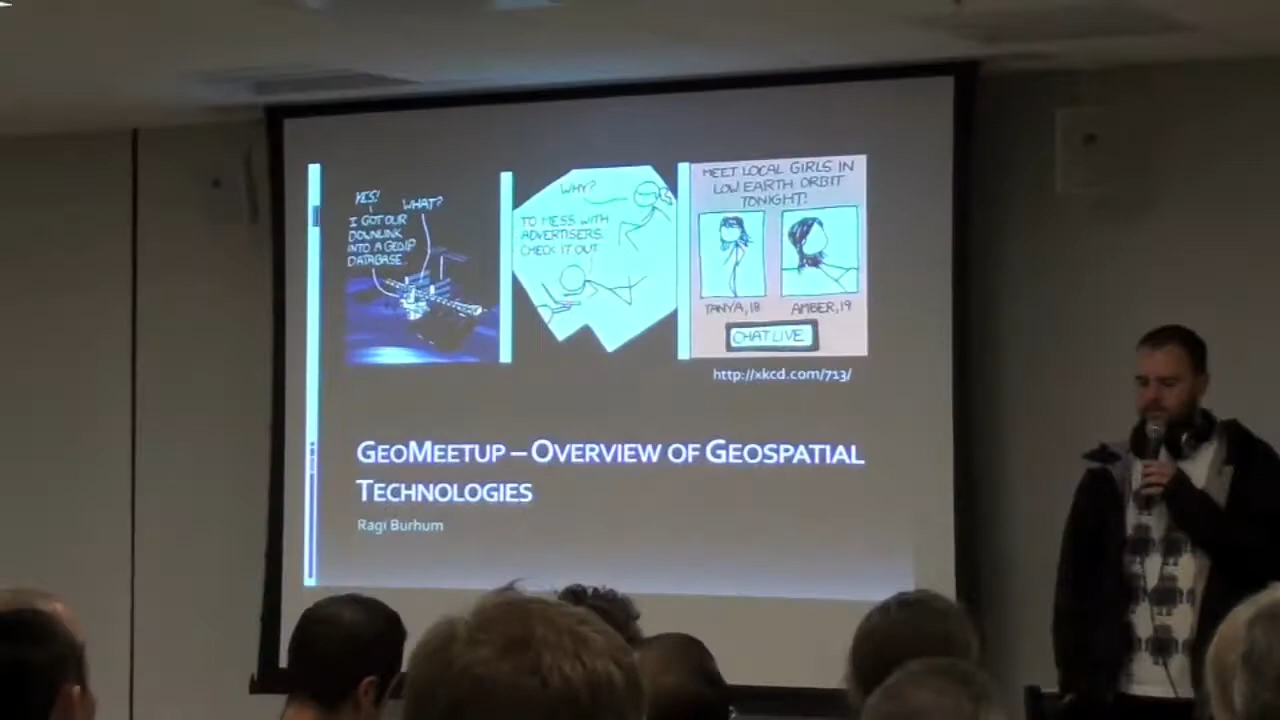 YES!
I GOT OUR
DOWNLINK
INTO A GEOIP
DATABASE.
WHAT?
WHY?
TO MESS WITH
ADVERTISERS.
CHECK IT OUT
MEET LOCAL GIRLS IN
LOW EARTH ORBIT
TONIGHT!
TANYA, 18
AMBER, 19
CHAT LIVE
http://xkcd.com/713/
GEOMEETUP – OVERVIEW OF GEOSPATIAL
TECHNOLOGIES
Ragi Burhum